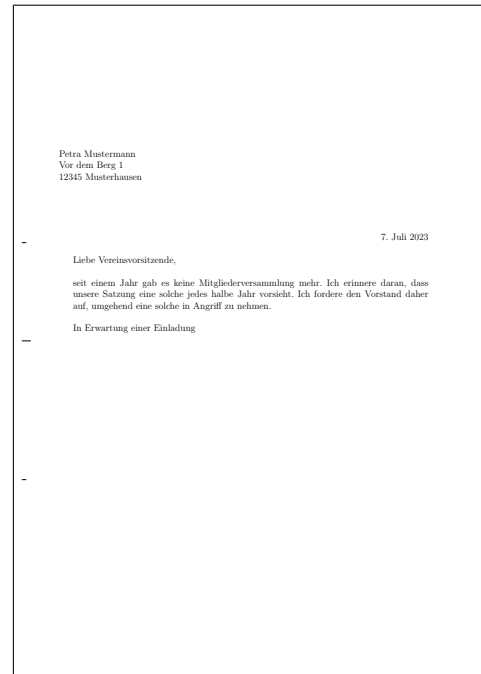 Petra Mustermann
Vor dem Berg 1
12345 Musterhausen
7. Juli 2023
Liebe Vereinsvorsitzende,
seit einem Jahr gab es keine Mitgliederversammlung mehr. Ich erinnere daran, dass
unsere Satzung eine solche jedes halbe Jahr vorsieht. Ich fordere den Vorstand daher
auf, umgehend eine solche in Angriff zu nehmen.
In Erwartung einer Einladung